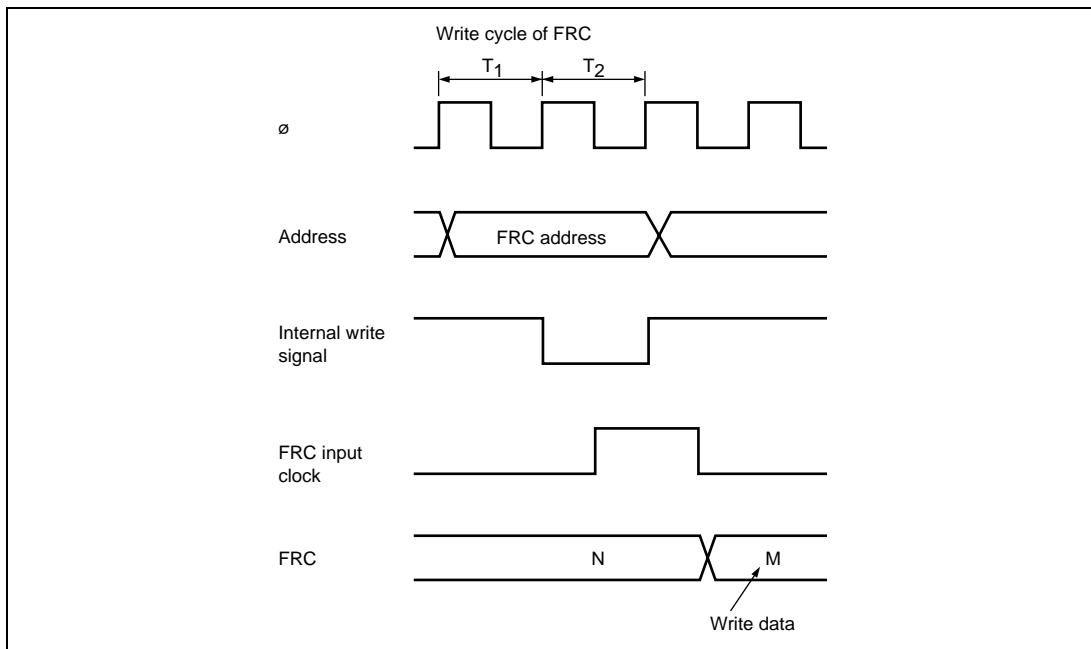 Write cycle of FRC
T1 T2
ø
Address
FRC address
Internal write
signal
FRC input
clock
FRC
N
M
Write data